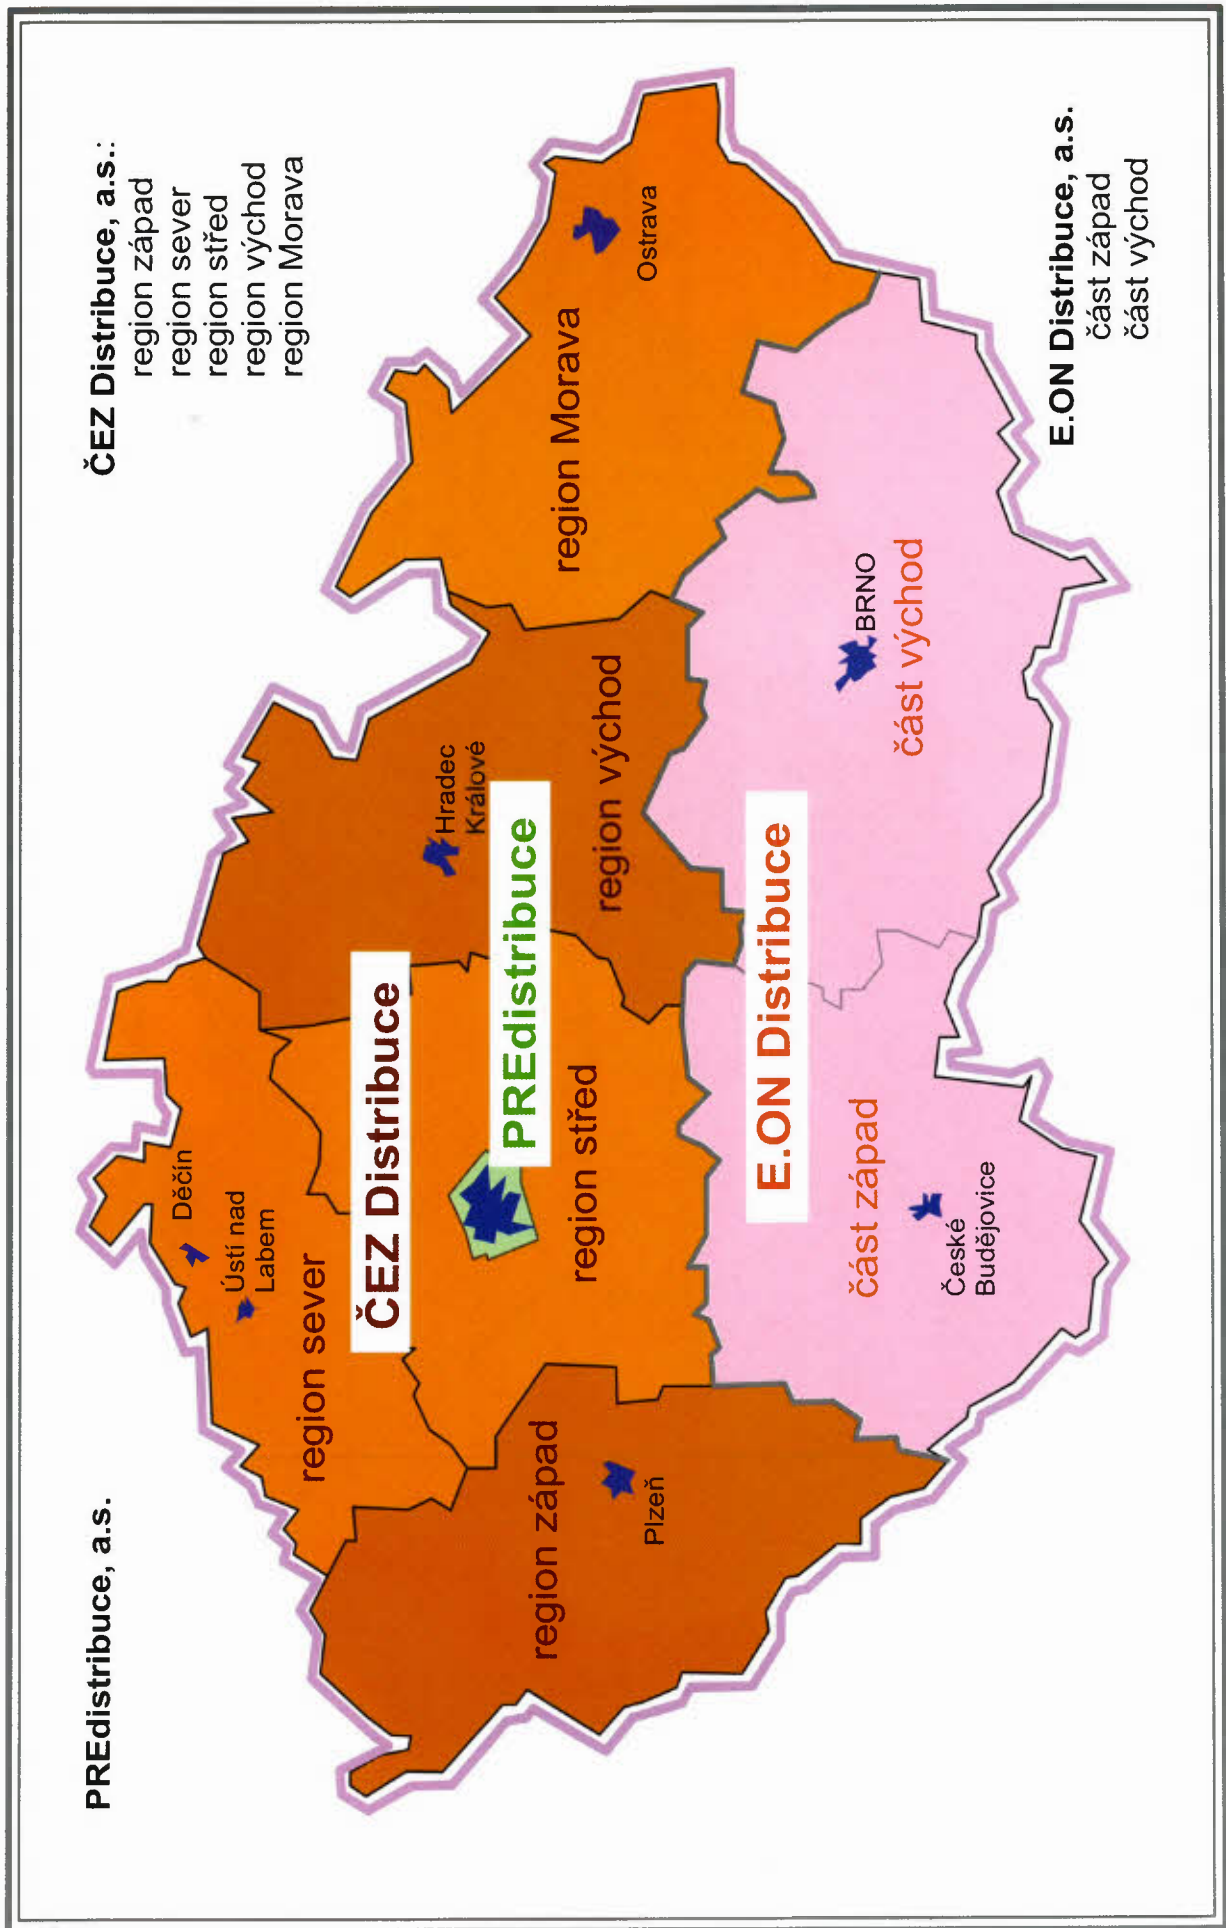 PREdistribuce, a.s.
ČEZ Distribuce, a.s.:
region západ
region sever
region střed
region východ
region Morava
Děčín
Ústí nad
Labem
region sever
ČEZ Distribuce
Hradec
Králové
PREdistribuce
region východ
region střed
region západ
Plzeň
region Morava
Ostrava
E.ON Distribuce
část západ
České
Budějovice
BRNO
část východ
E.ON Distribuce, a.s.
část západ
část východ